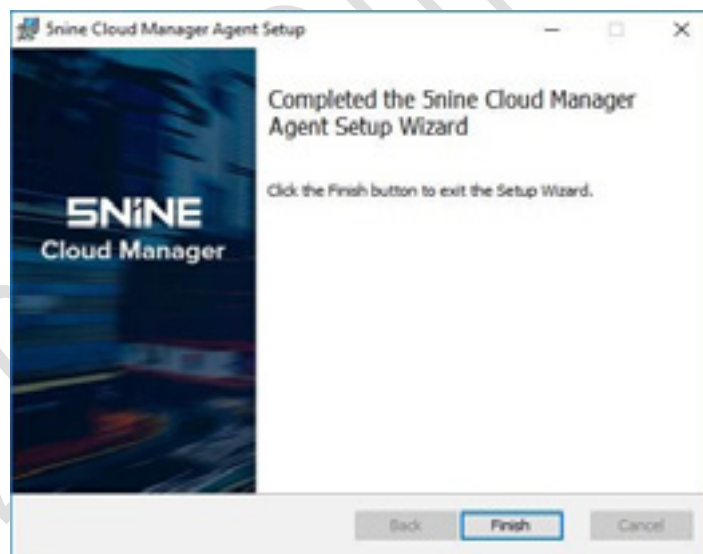 5nine Cloud Manager Agent Setup
Completed the 5nine Cloud Manager
Agent Setup Wizard
Click the Finish button to exit the Setup Wizard.
5NiNE
Cloud Manager
Back Finish Cancel